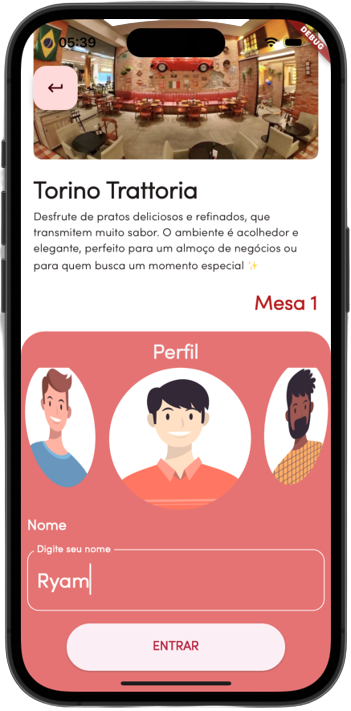 05:39
DEBUG
Torino Trattoria
Desfrute de pratos deliciosos e refinados, que
transmitem muito sabor. O ambiente é acolhedor e
elegante, perfeito para um almoço de negócios ou
para quem busca um momento especial ✨
Mesa 1
Perfil
Nome
Digite seu nome
Ryam
ENTRAR